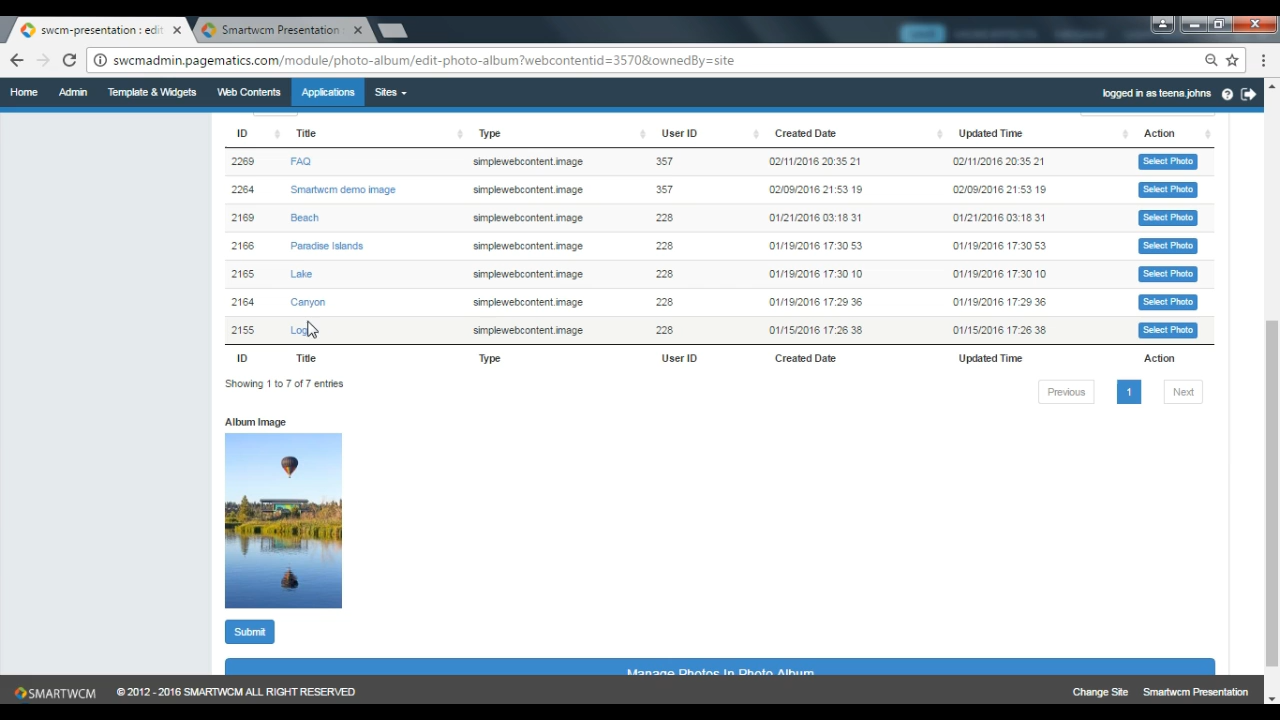 swcm-presentation : edit
Smartwcm Presentation
swcmadmin.pagematics.com/module/photo-album/edit-photo-album?webcontentid=3570&ownedBy=site
Home Admin Template & Widgets Web Contents Applications Sites logged in as teena.johns
ID Title Type User ID Created Date Updated Time Action
2269 FAQ simplewebcontent.image 357 02/11/2016 20:35 21 02/11/2016 20:35 21 Select Photo
2264 Smartwcm demo image simplewebcontent.image 357 02/09/2016 21:53 19 02/09/2016 21:53 19 Select Photo
2169 Beach simplewebcontent.image 228 01/21/2016 03:18 31 01/21/2016 03:18 31 Select Photo
2166 Paradise Islands simplewebcontent.image 228 01/19/2016 17:30 53 01/19/2016 17:30 53 Select Photo
2165 Lake simplewebcontent.image 228 01/19/2016 17:30 10 01/19/2016 17:30 10 Select Photo
2164 Canyon simplewebcontent.image 228 01/19/2016 17:29 36 01/19/2016 17:29 36 Select Photo
2155 simplewebcontent.image 228 01/15/2016 17:26 38 01/15/2016 17:26 38 Select Photo
ID Title Type User ID Created Date Updated Time Action
Showing 1 to 7 of 7 entries
Previous 1 Next
Album Image
Submit
Manage Photos In Photo Album
SMARTWCM © 2012 - 2016 SMARTWCM ALL RIGHT RESERVED Change Site Smartwcm Presentation